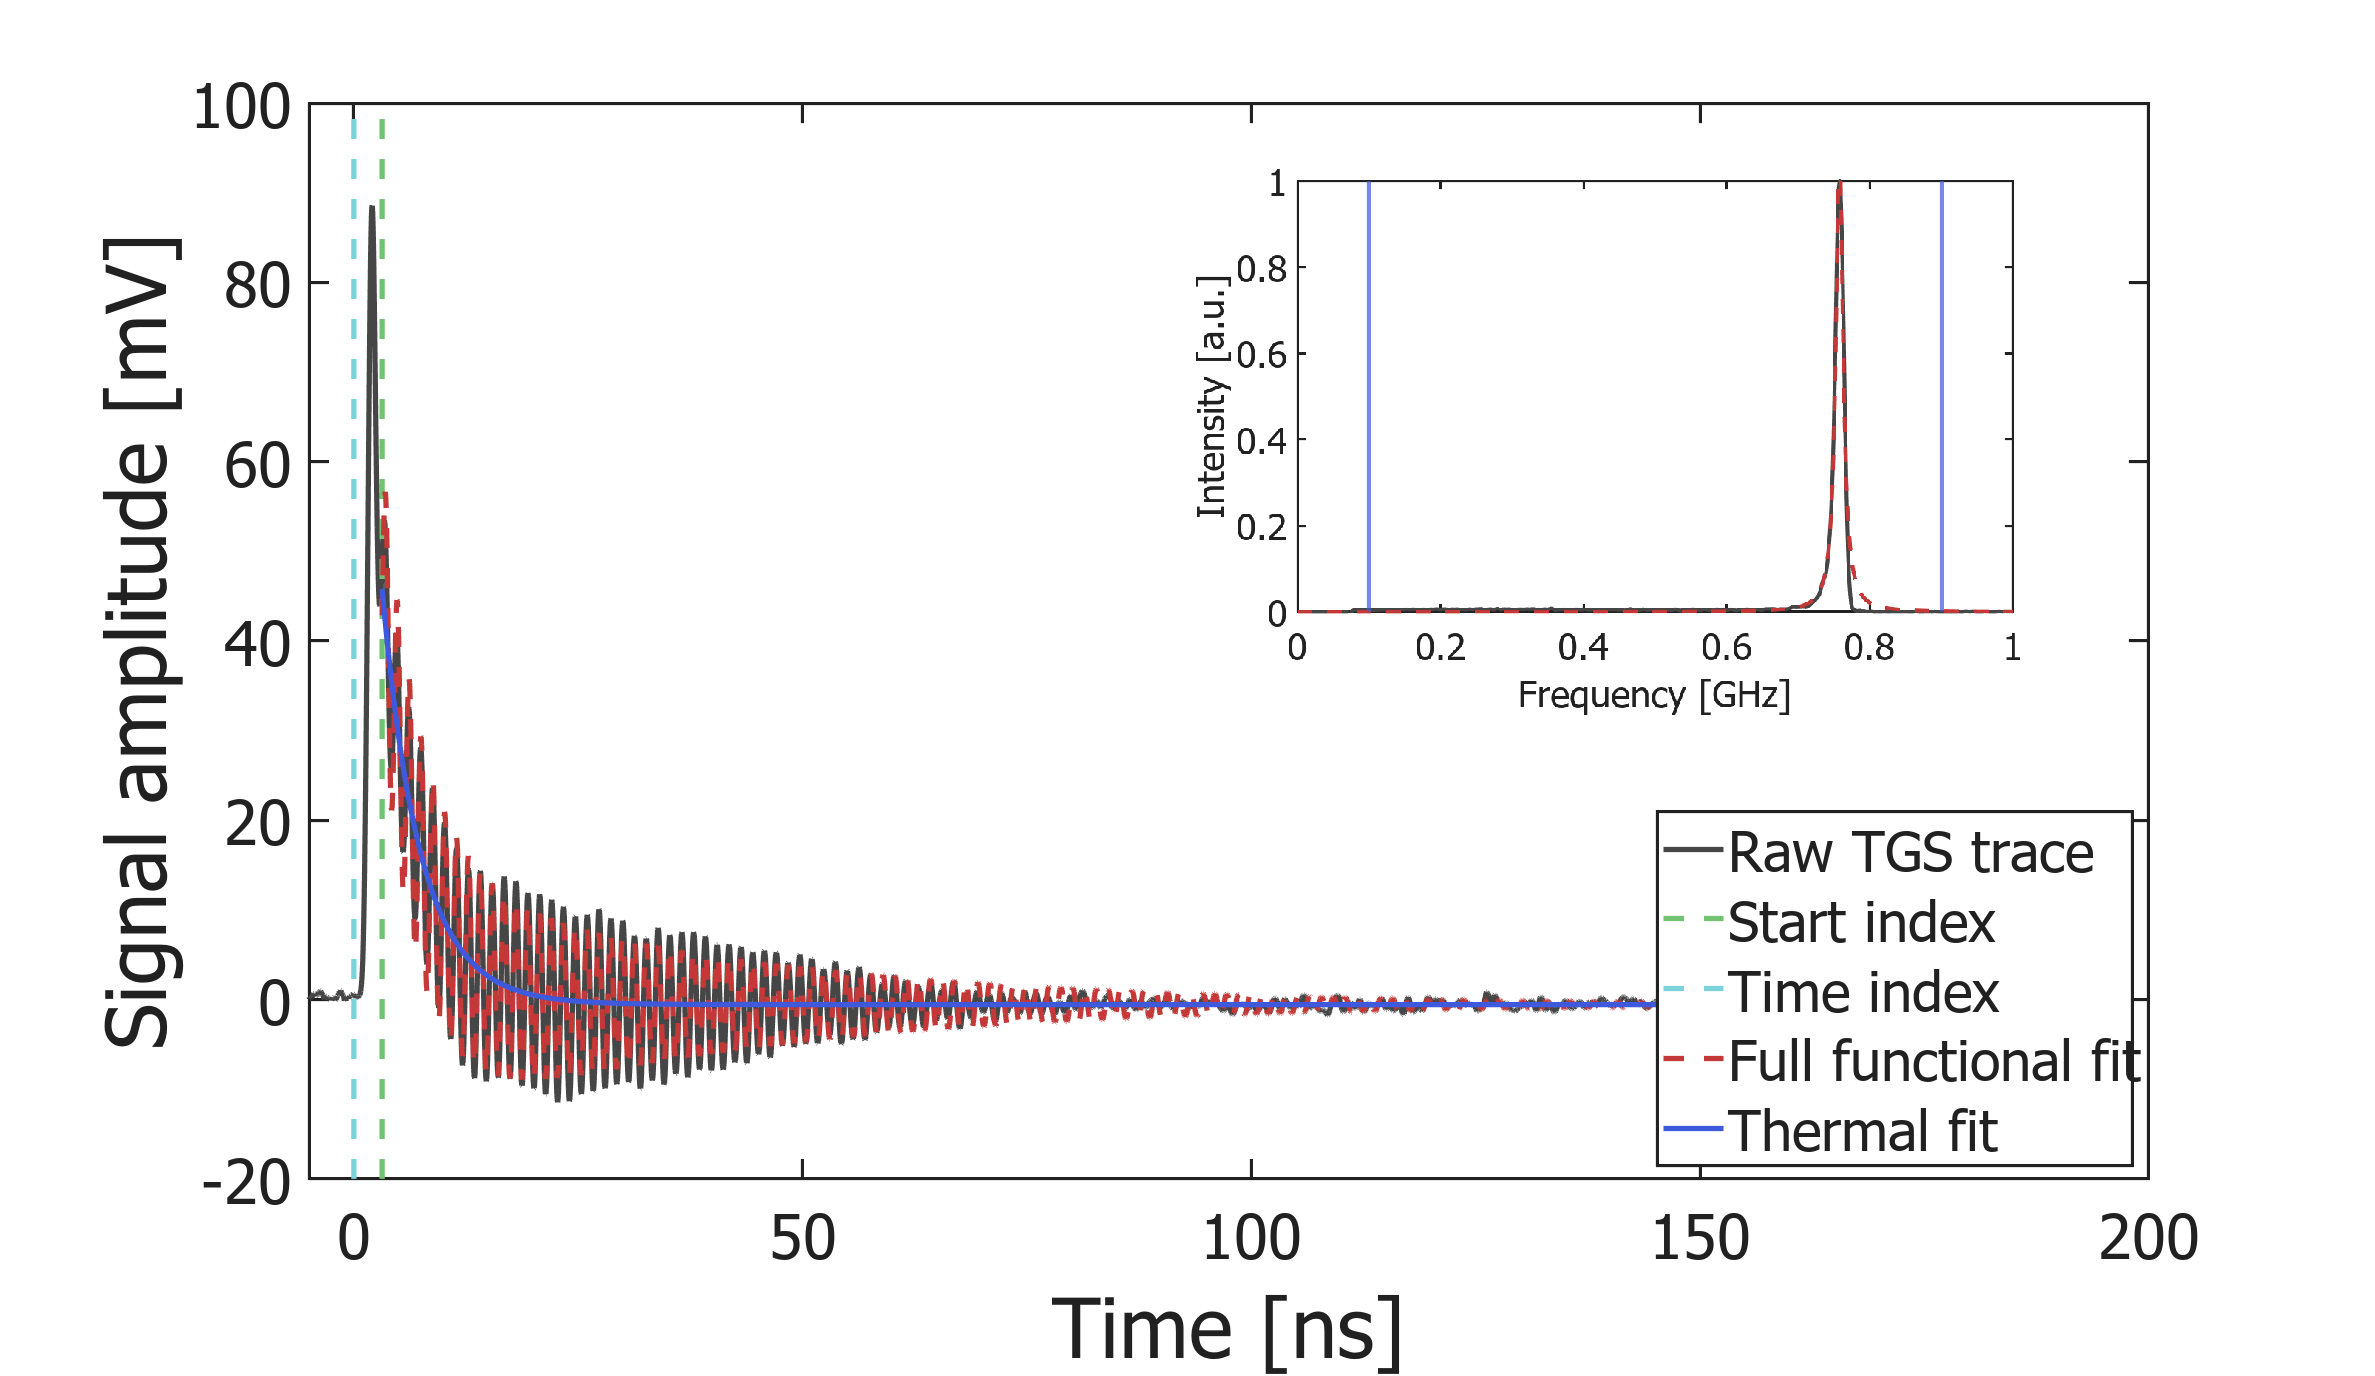 Signal amplitude [mV]
100
80
60
40
20
0
-20
0
50
100
150
200
Time [ns]
Intensity [a.u.]
1
0.8
0.6
0.4
0.2
0
0
0.2
0.4
0.6
0.8
1
Frequency [GHz]
Raw TGS trace
Start index
Time index
Full functional fit
Thermal fit